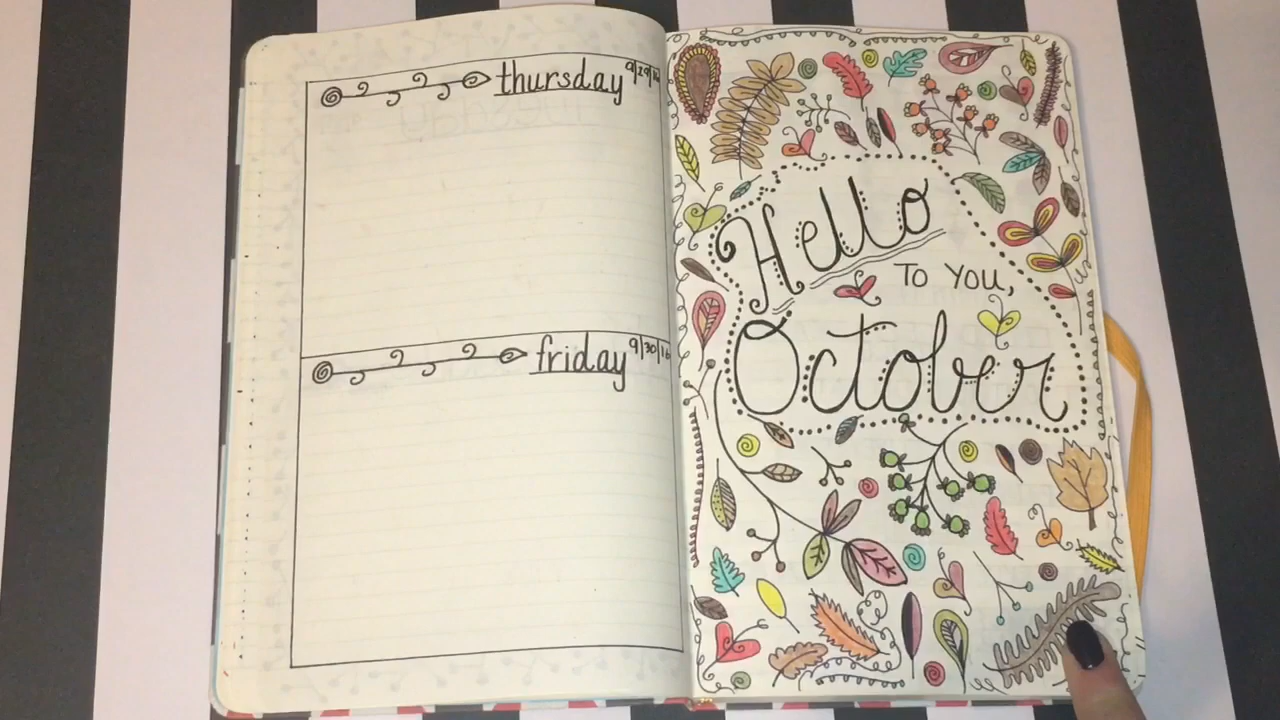 thursday 9/29/16
friday 9/30/16
Hello
To You,
October